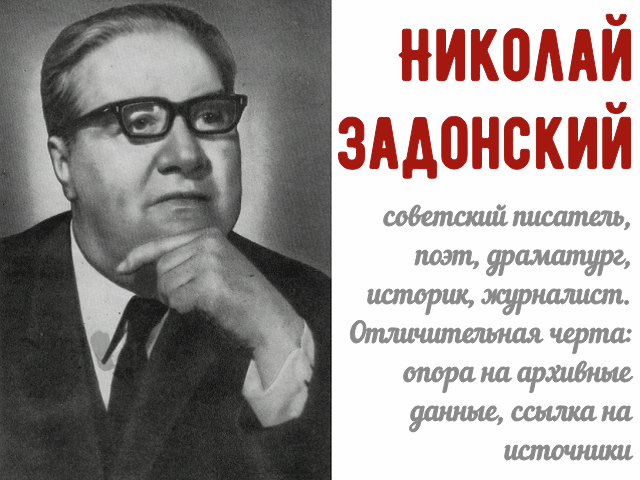 НИКОЛАЙ
ЗАДОНСКИЙ
советский писатель,
поэт, драматург,
историк, журналист.
Отличительная черта:
опора на архивные
данные, ссылка на
источники